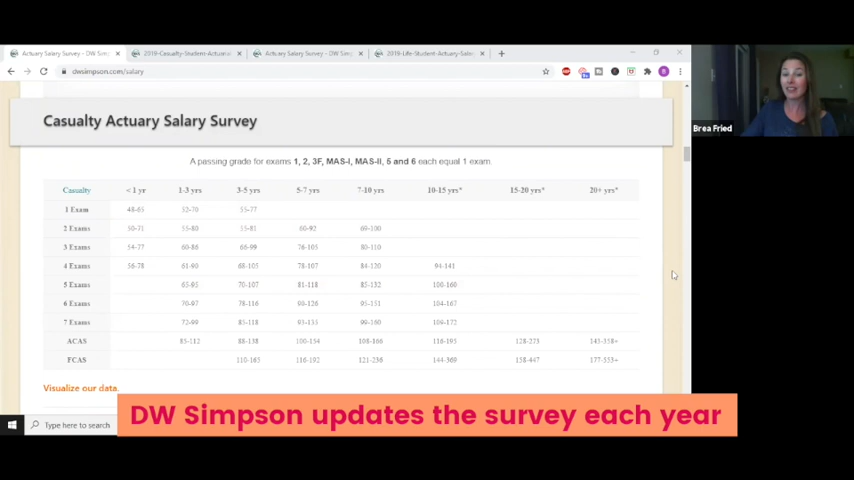 Actuary Salary Survey - DW Sim
2019-Casualty-Student-Actuarial
Actuary Salary Survey - DW Simp
2019-Life-Student-Actuary-Salar
dwsimpson.com/salary
Brea Fried
Casualty Actuary Salary Survey
A passing grade for exams 1, 2, 3F, MAS-I, MAS-II, 5 and 6 each equal 1 exam.
Casualty < 1 yr 1-3 yrs 3-5 yrs 5-7 yrs 7-10 yrs 10-15 yrs* 15-20 yrs* 20+ yrs*
1 Exam 48-65 52-70 55-77
2 Exams 50-71 55-80 55-81 60-92 69-100
3 Exams 54-77 60-86 66-99 76-105 80-110
4 Exams 56-78 61-90 68-105 78-107 84-120 94-141
5 Exams 65-95 70-107 81-118 85-132 100-160
6 Exams 70-97 78-116 90-126 95-151 104-167
7 Exams 72-99 85-118 93-135 99-160 109-172
ACAS 85-112 88-138 100-154 108-166 116-195 128-273 143-358+
FCAS 110-165 116-192 121-236 144-369 158-447 177-553+
Visualize our data.
DW Simpson updates the survey each year
Type here to search